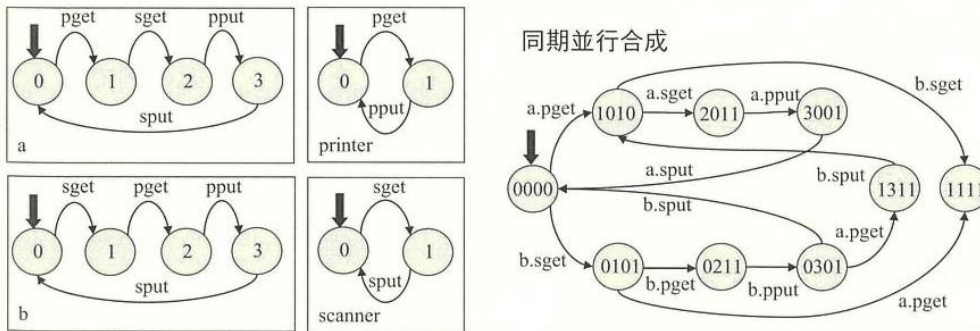 pget sget pput
0 1 2 3
sput
a
pget
0 1
pput
printer
sget pget pput
0 1 2 3
sput
b
sget
0 1
sput
scanner
同期並行合成
b.sget
a.pget a.sget a.pput
1010 2011 3001
a.sput b.sput
0000 1311 1111
b.sput
a.pget
b.sget
0101 0211 0301
b.pget b.pput
a.pget